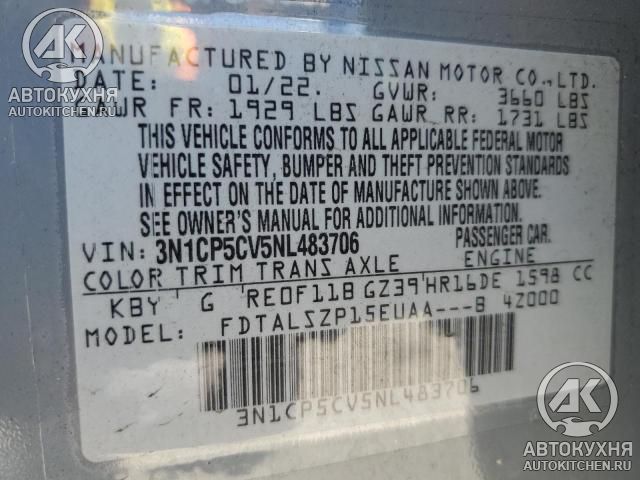 АВТОКУХНЯ
AUTOKITCHEN.RU
MANUFACTURED BY NISSAN MOTOR CO.,LTD.
DATE: 01/22. GVWR: 3660 LBS
GAWR FR: 1929 LBS GAWR RR: 1731 LBS
THIS VEHICLE CONFORMS TO ALL APPLICABLE FEDERAL MOTOR
VEHICLE SAFETY, BUMPER AND THEFT PREVENTION STANDARDS
IN EFFECT ON THE DATE OF MANUFACTURE SHOWN ABOVE.
SEE OWNER'S MANUAL FOR ADDITIONAL INFORMATION.
VIN: 3N1CP5CV5NL483706 PASSENGER CAR
COLOR TRIM TRANS AXLE ENGINE
KBY G RE0F11B GZ39 HR16DE 1598 CC
MODEL: FDTALSZP15EUAA---B 4Z000
3N1CP5CV5NL483706
АК
АВТОКУХНЯ
AUTOKITCHEN.RU